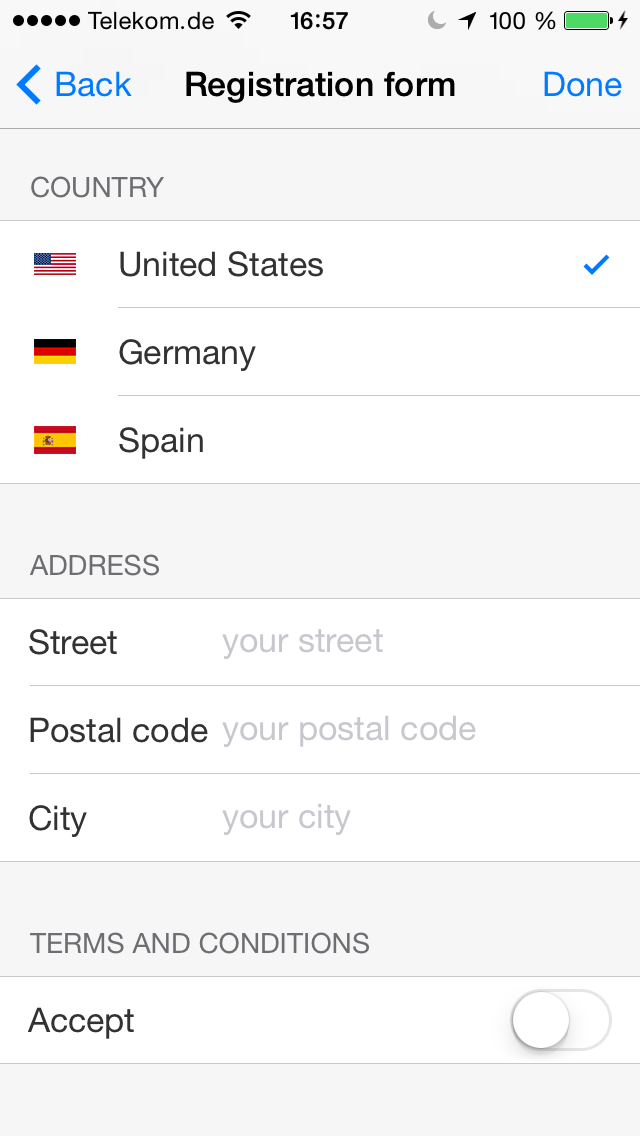 Telekom.de 16:57 100 %
Back Registration form Done
COUNTRY
United States
Germany
Spain
ADDRESS
Street your street
Postal code your postal code
City your city
TERMS AND CONDITIONS
Accept